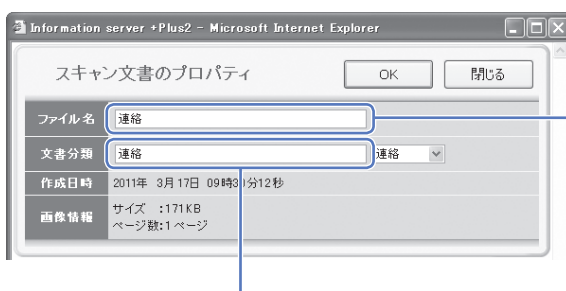 Information server +Plus2 - Microsoft Internet Explorer
スキャン文書のプロパティ OK 閉じる
ファイル名 連絡
文書分類 連絡 連絡
作成日時 2011年 3月17日 09時30分12秒
画像情報 サイズ :171KB
ページ数:1ページ